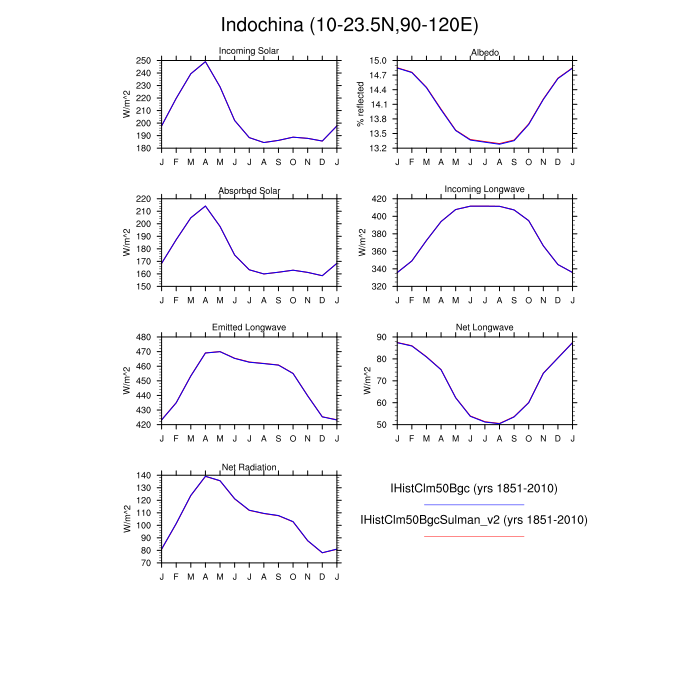 Indochina (10-23.5N,90-120E)
Incoming Solar
W/m^2
250
240
230
220
210
200
190
180
J F M A M J J A S O N D J
Albedo
% reflected
15.0
14.7
14.4
14.1
13.8
13.5
13.2
J F M A M J J A S O N D J
Absorbed Solar
W/m^2
220
210
200
190
180
170
160
150
J F M A M J J A S O N D J
Incoming Longwave
W/m^2
420
400
380
360
340
320
J F M A M J J A S O N D J
Emitted Longwave
W/m^2
480
470
460
450
440
430
420
J F M A M J J A S O N D J
Net Longwave
W/m^2
90
80
70
60
50
J F M A M J J A S O N D J
Net Radiation
W/m^2
140
130
120
110
100
90
80
70
J F M A M J J A S O N D J
IHistClm50Bgc (yrs 1851-2010)
IHistClm50BgcSulman_v2 (yrs 1851-2010)